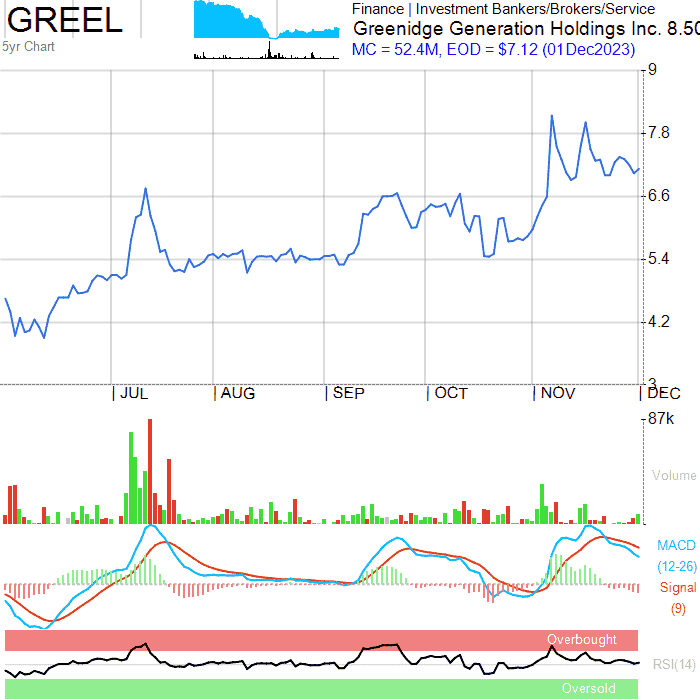 GREEL
5yr Chart
Finance | Investment Bankers/Brokers/Service
Greenidge Generation Holdings Inc. 8.50
MC = 52.4M, EOD = $7.12 (01Dec2023)
9
7.8
6.6
5.4
4.2
3
JUL AUG SEP OCT NOV DEC
87k
Volume
MACD
(12-26)
Signal
(9)
Overbought
RSI(14)
Oversold